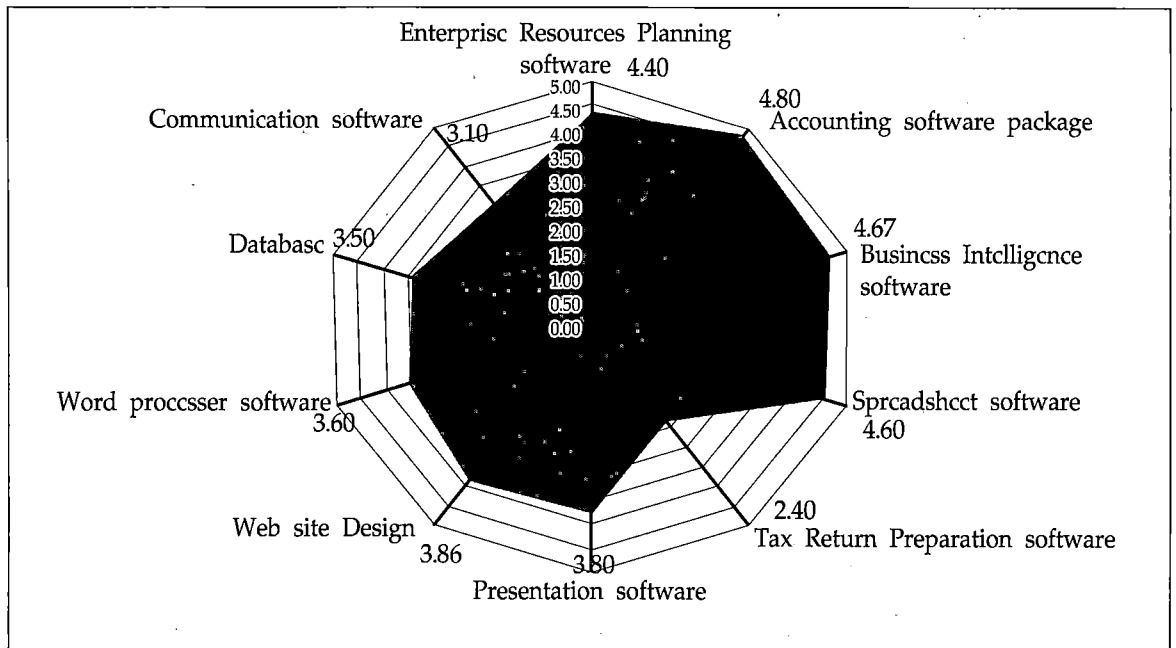 Enterprisc Resources Planning
software 4.40
5.00
4.50
4.00
3.50
3.00
2.50
2.00
1.50
1.00
0.50
0.00
4.80
Accounting software package
4.67
Busincss Intclligcnce
software
Sprcadshcct software
4.60
2.40
Tax Return Preparation software
3.80
Presentation software
Web site Design
3.86
Word proccsser software
3.60
Databasc 3.50
Communication software
3.10